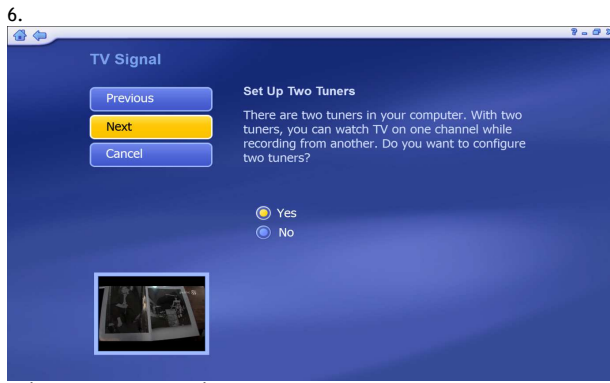 6.
TV Signal
Previous
Next
Cancel
Set Up Two Tuners
There are two tuners in your computer. With two
tuners, you can watch TV on one channel while
recording from another. Do you want to configure
two tuners?
Yes
No